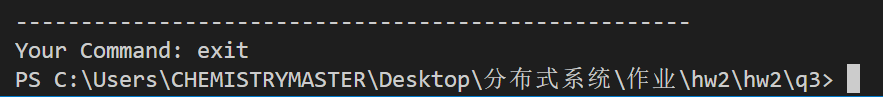 -----------------------------------------------------
Your Command: exit
PS C:\Users\CHEMISTRYMASTER\Desktop\分布式系统\作业\hw2\hw2\q3>